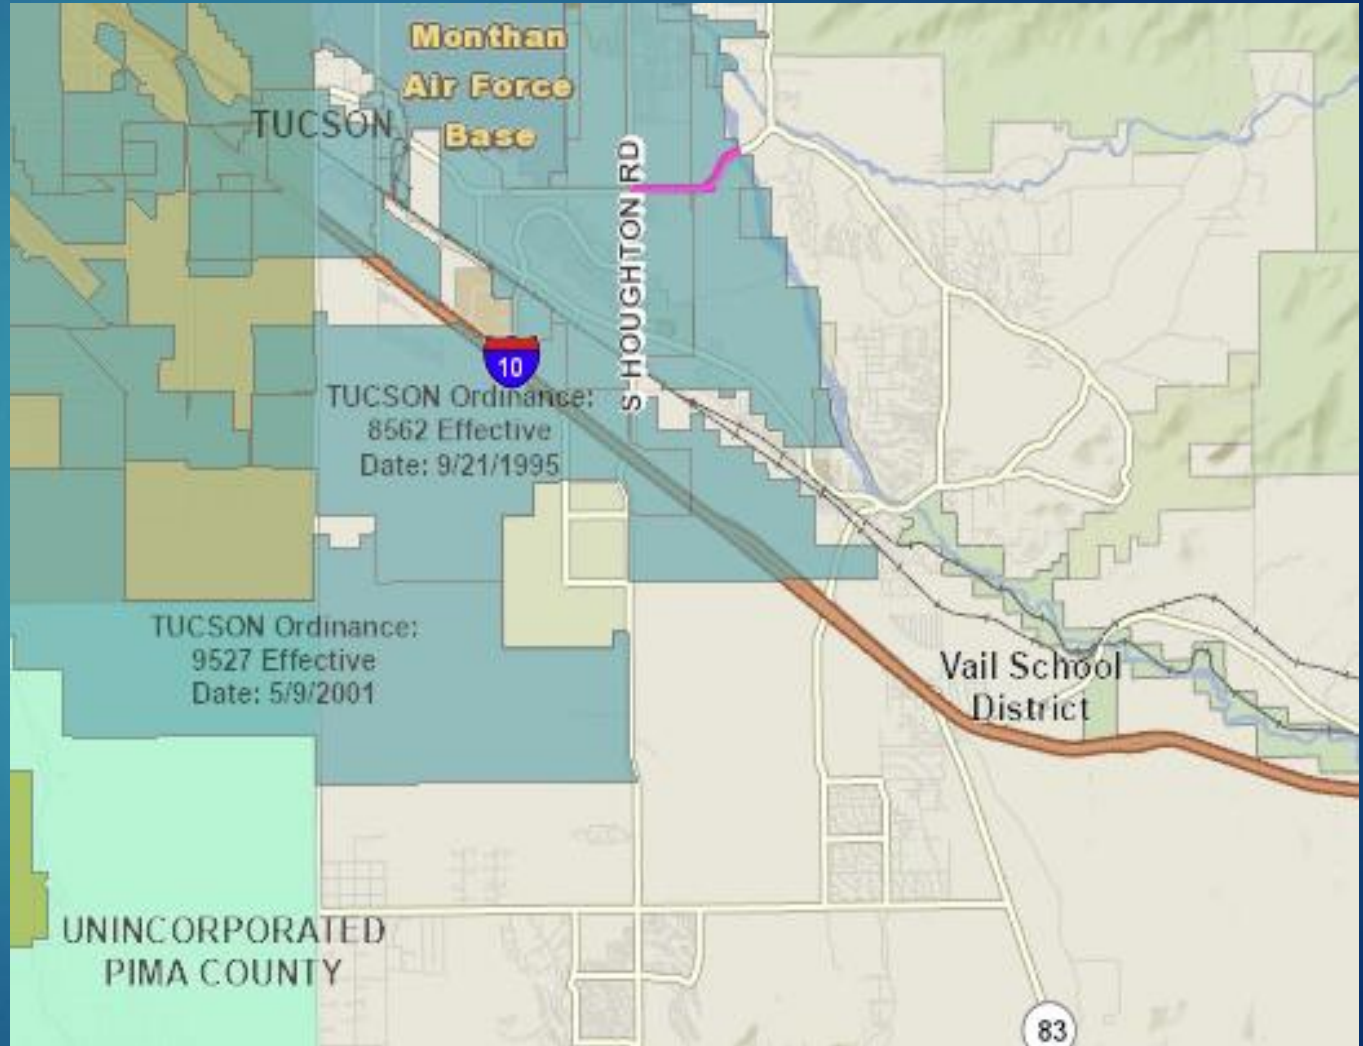 Monthan
Air Force
Base
TUCSON
S HOUGHTON RD
10
TUCSON Ordinance:
8562 Effective
Date: 9/21/1995
TUCSON Ordinance:
9527 Effective
Date: 5/9/2001
Vail School
District
UNINCORPORATED
PIMA COUNTY
83